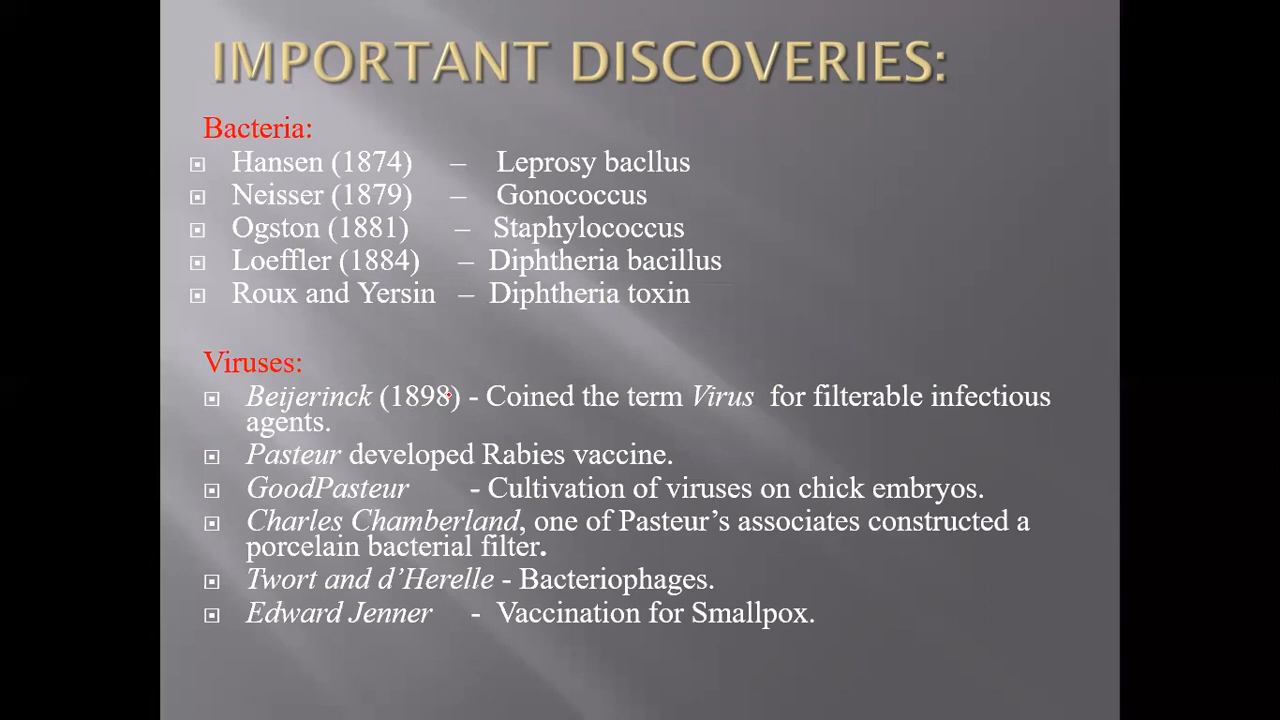 IMPORTANT DISCOVERIES:
Bacteria:
Hansen (1874) – Leprosy bacllus
Neisser (1879) – Gonococcus
Ogston (1881) – Staphylococcus
Loeffler (1884) – Diphtheria bacillus
Roux and Yersin – Diphtheria toxin
Viruses:
Beijerinck (1898) - Coined the term Virus for filterable infectious
agents.
Pasteur developed Rabies vaccine.
GoodPasteur - Cultivation of viruses on chick embryos.
Charles Chamberland, one of Pasteur’s associates constructed a
porcelain bacterial filter.
Twort and d’Herelle - Bacteriophages.
Edward Jenner - Vaccination for Smallpox.